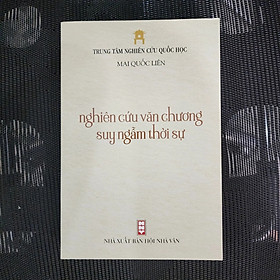 TRUNG TÂM NGHIÊN CỨU QUỐC HỌC
MAI QUỐC LIÊN
nghiên cứu văn chương
suy ngẫm thời sự
NHÀ XUẤT BẢN HỘI NHÀ VĂN